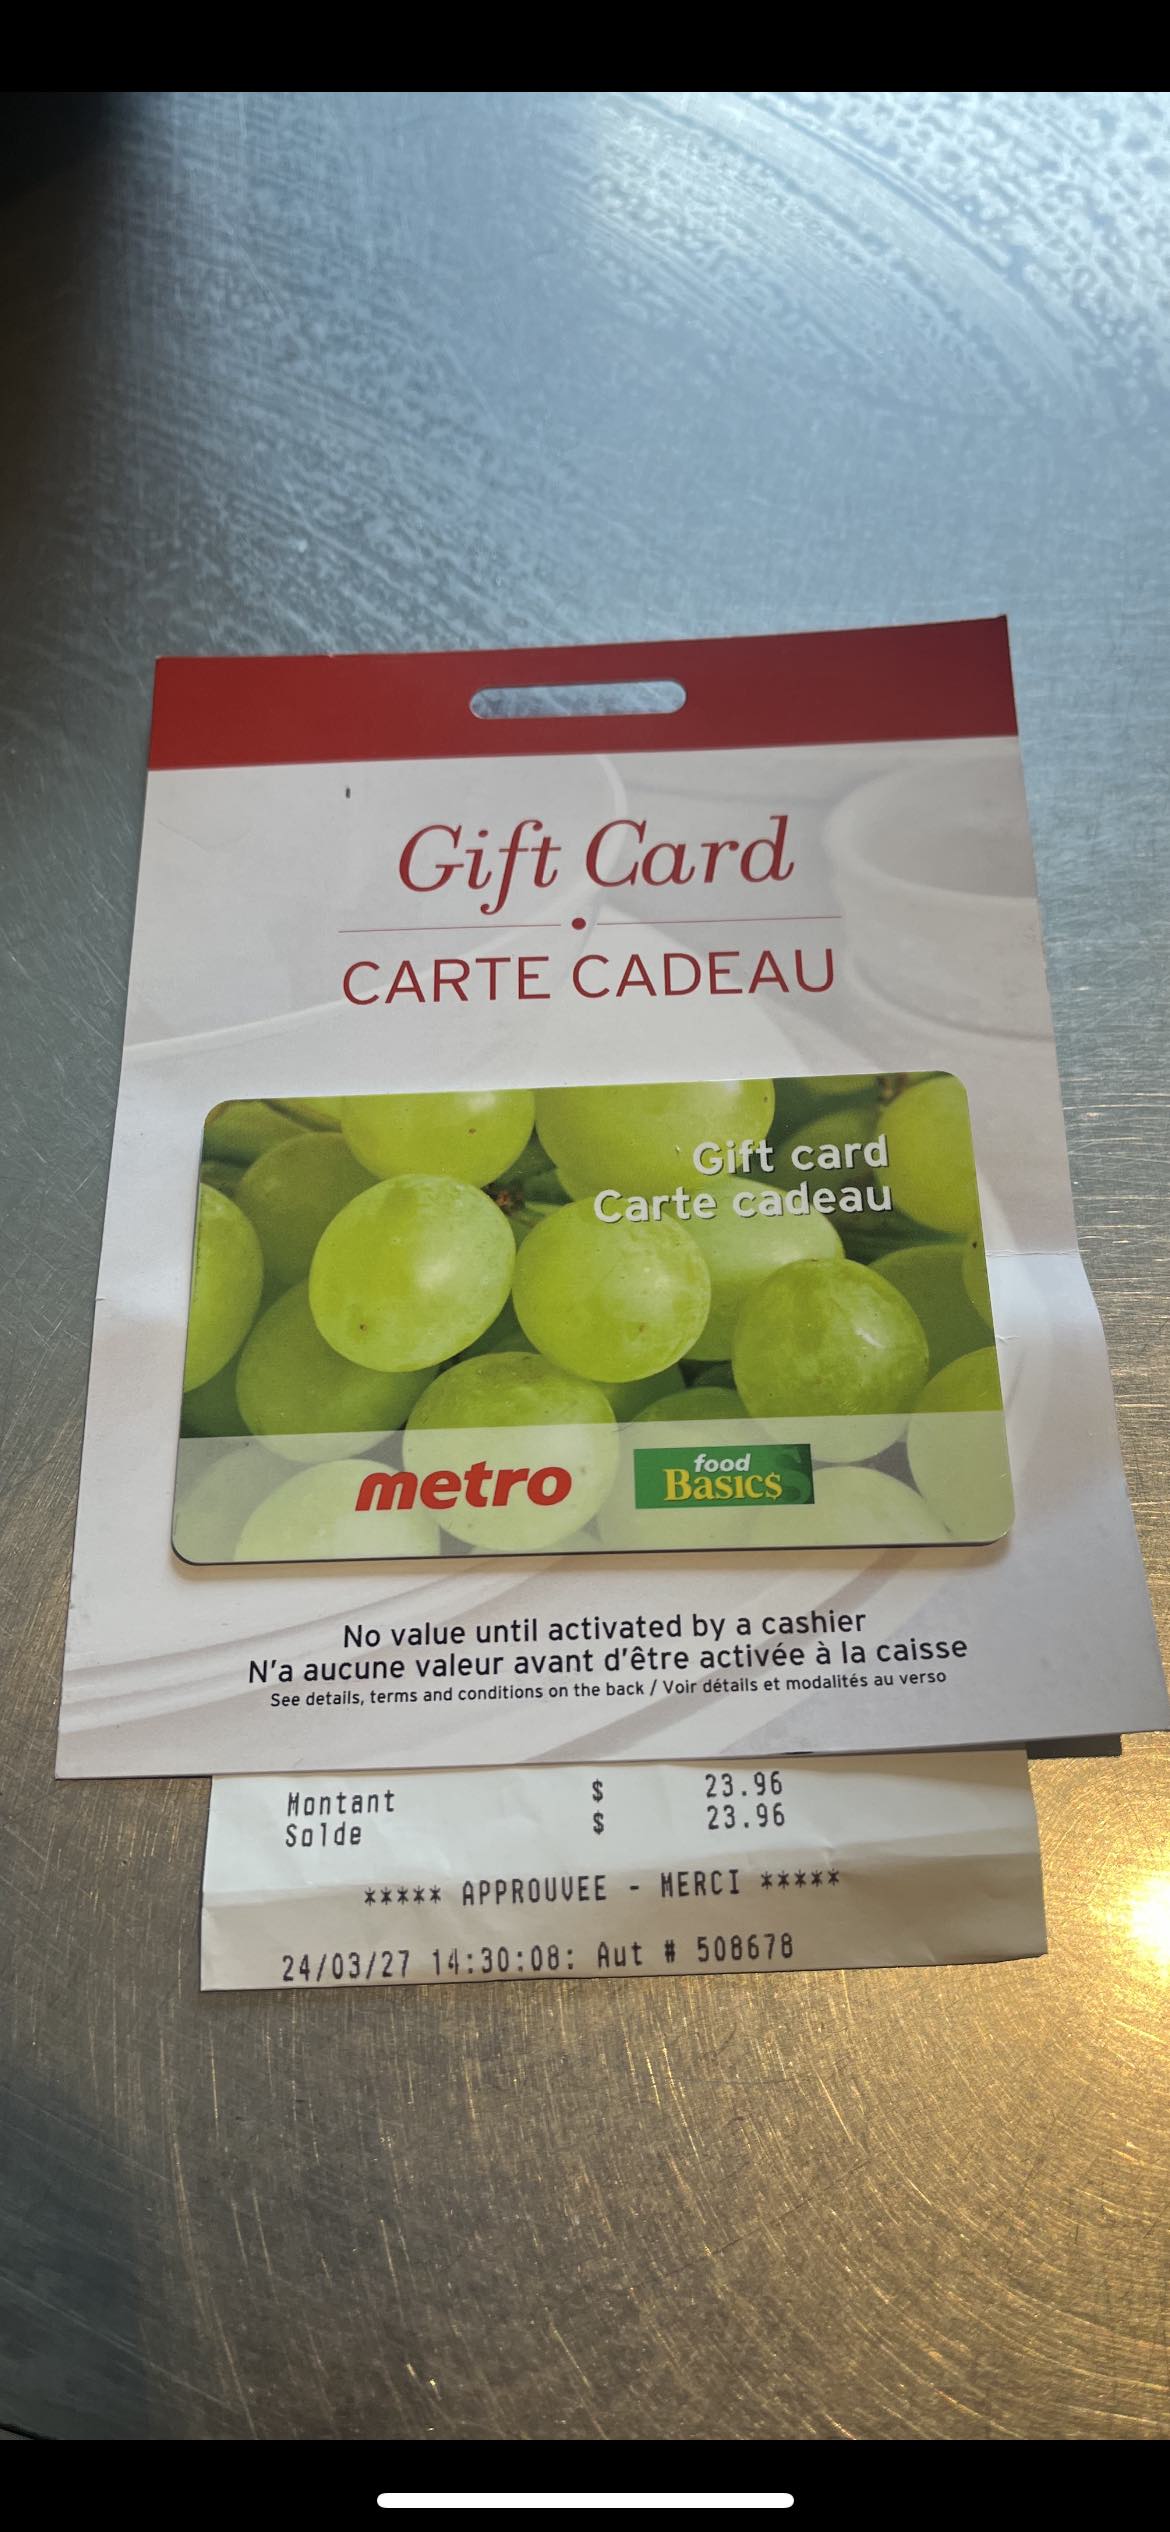 Gift Card
CARTE CADEAU
Gift card
Carte cadeau
metro
food
Basic$
No value until activated by a cashier
N'a aucune valeur avant d'être activée à la caisse
See details, terms and conditions on the back / Voir détails et modalités au verso
Montant $ 23.96
Solde $ 23.96
***** APPROUVEE - MERCI *****
24/03/27 14:30:08: Aut # 508678